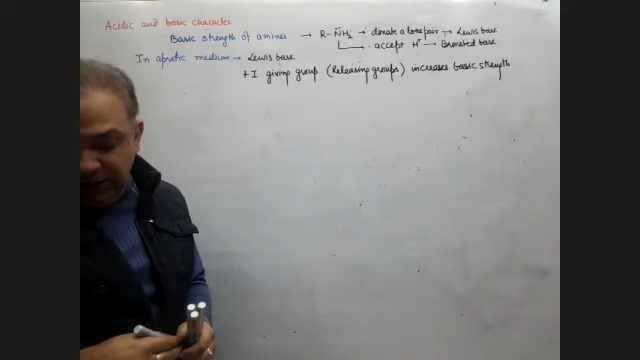 Acidic and basic character
Basic strength of amines → R-N̈H₂ → donate a lonepair → Lewis base
→ accept H⁺ → Bronsted base
In aprotic medium → Lewis base
+ I giving group (Releasing groups) increases basic strength